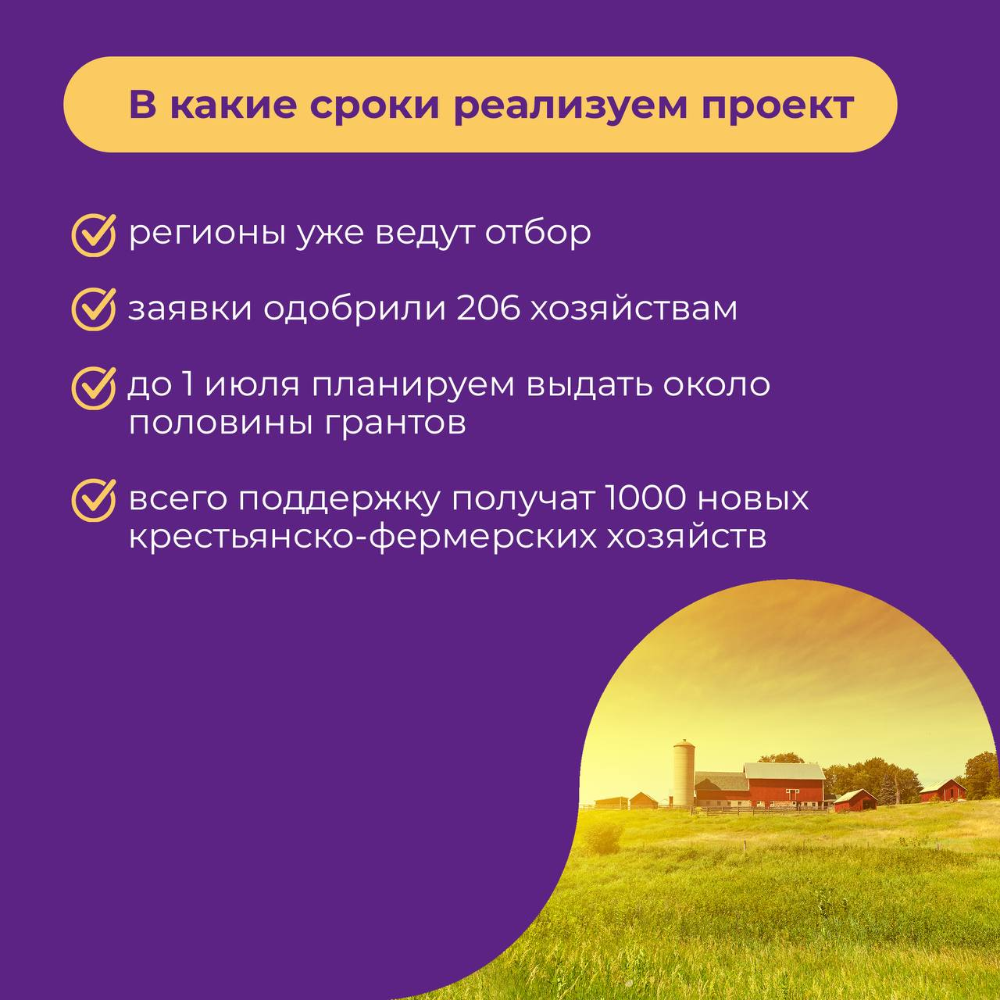 В какие сроки реализуем проект
регионы уже ведут отбор
заявки одобрили 206 хозяйствам
до 1 июля планируем выдать около
половины грантов
всего поддержку получат 1000 новых
крестьянско-фермерских хозяйств